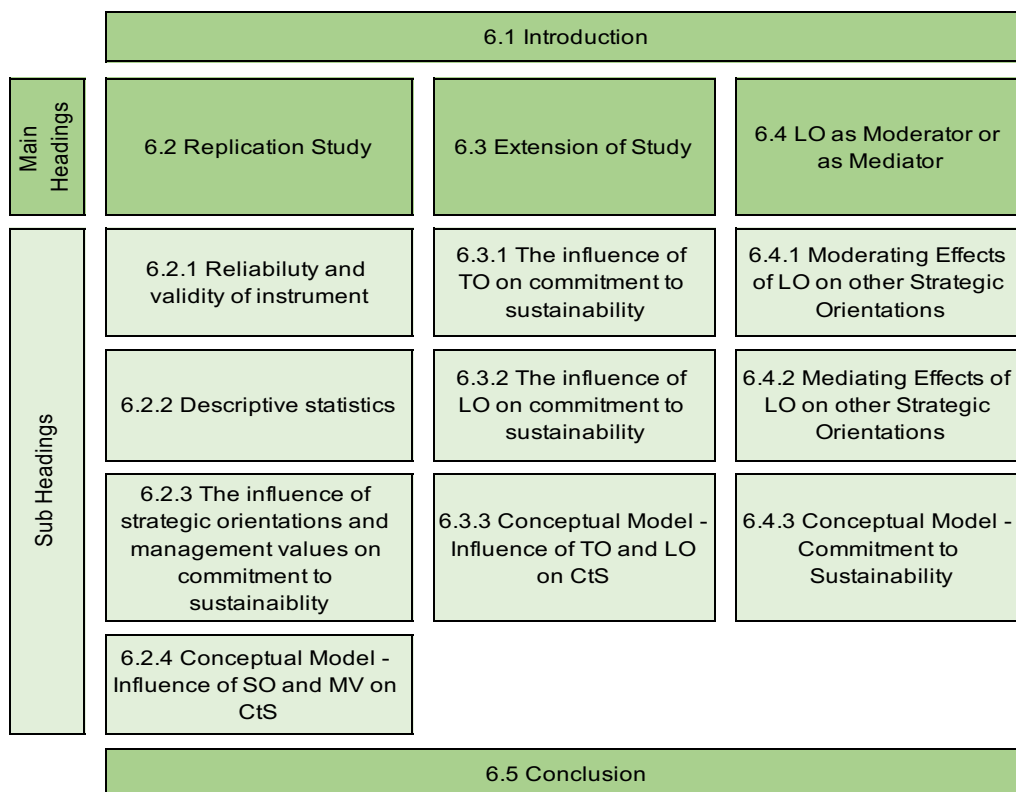 6.1 Introduction
Main
Headings
6.2 Replication Study
6.3 Extension of Study
6.4 LO as Moderator or
as Mediator
Sub Headings
6.2.1 Reliabiluty and
validity of instrument
6.3.1 The influence of
TO on commitment to
sustainability
6.4.1 Moderating Effects
of LO on other Strategic
Orientations
6.2.2 Descriptive statistics
6.3.2 The influence of
LO on commitment to
sustainability
6.4.2 Mediating Effects of
LO on other Strategic
Orientations
6.2.3 The influence of
strategic orientations and
management values on
commitment to
sustainaiblity
6.3.3 Conceptual Model -
Influence of TO and LO
on CtS
6.4.3 Conceptual Model -
Commitment to
Sustainability
6.2.4 Conceptual Model -
Influence of SO and MV on
CtS
6.5 Conclusion